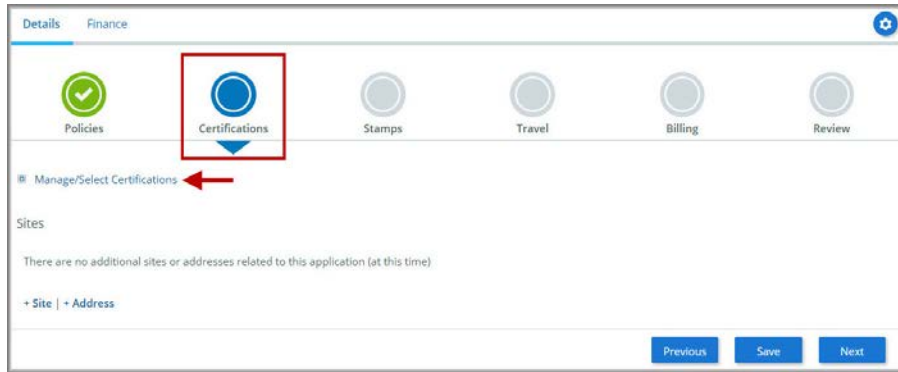 Details Finance
Policies Certifications Stamps Travel Billing Review
Manage/Select Certifications
Sites
There are no additional sites or addresses related to this application (at this time)
+ Site | + Address
Previous Save Next